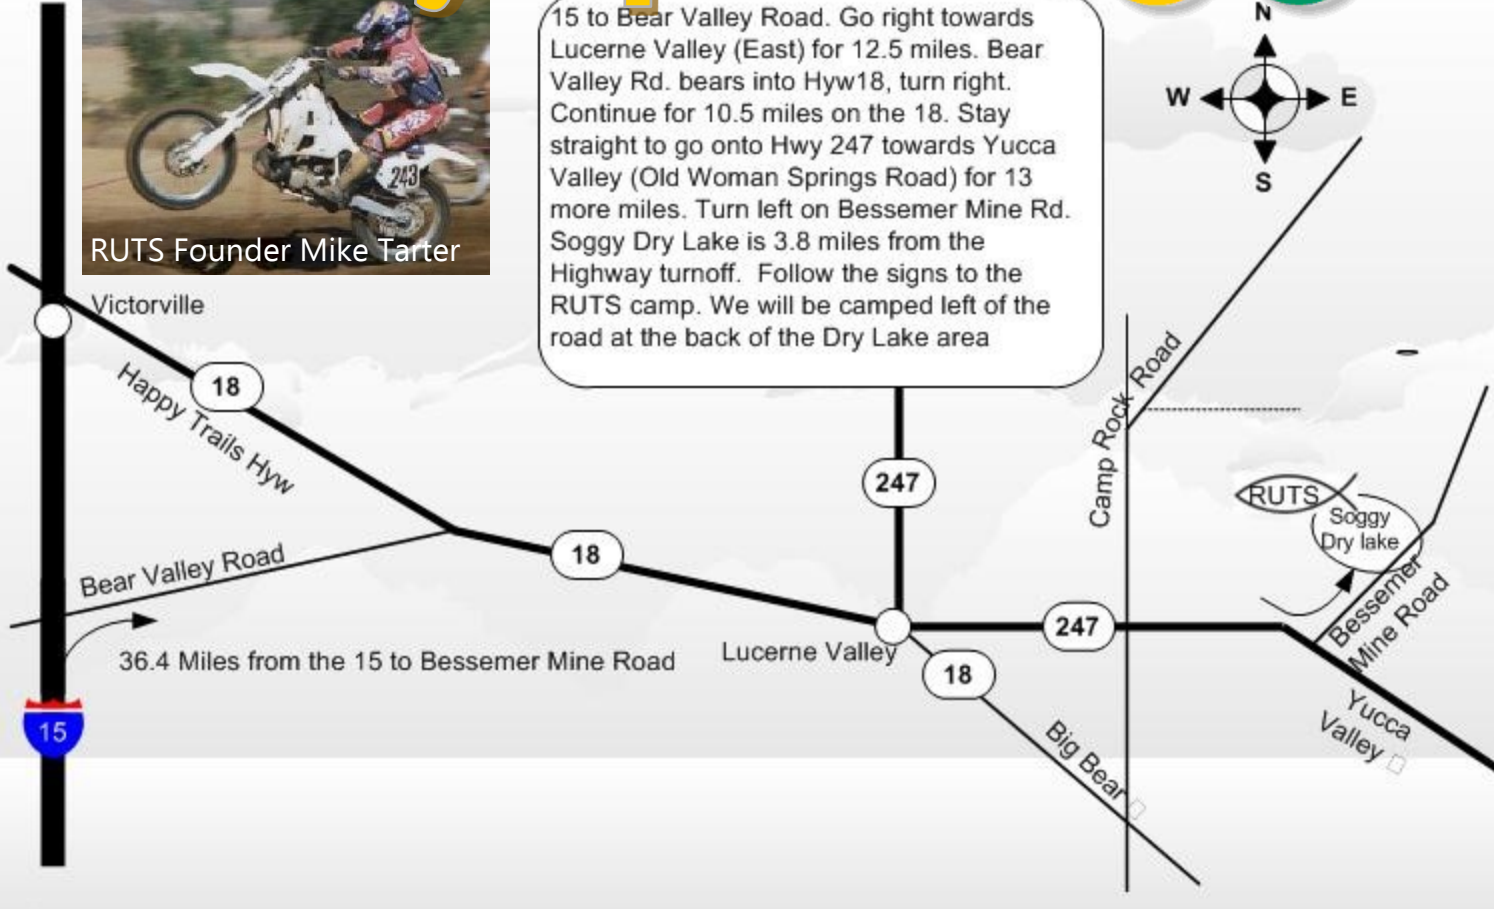 15 to Bear Valley Road. Go right towards
Lucerne Valley (East) for 12.5 miles. Bear
Valley Rd. bears into Hyw18, turn right.
Continue for 10.5 miles on the 18. Stay
straight to go onto Hwy 247 towards Yucca
Valley (Old Woman Springs Road) for 13
more miles. Turn left on Bessemer Mine Rd.
Soggy Dry Lake is 3.8 miles from the
Highway turnoff.  Follow the signs to the
RUTS camp. We will be camped left of the
road at the back of the Dry Lake area
N
W
E
S
243
RUTS Founder Mike Tarter
Victorville
18
Happy Trails Hyw
Bear Valley Road
18
36.4 Miles from the 15 to Bessemer Mine Road
15
247
Lucerne Valley
247
18
Big Bear
Camp Rock Road
RUTS
Soggy
Dry lake
Bessemer
Mine Road
Yucca
Valley